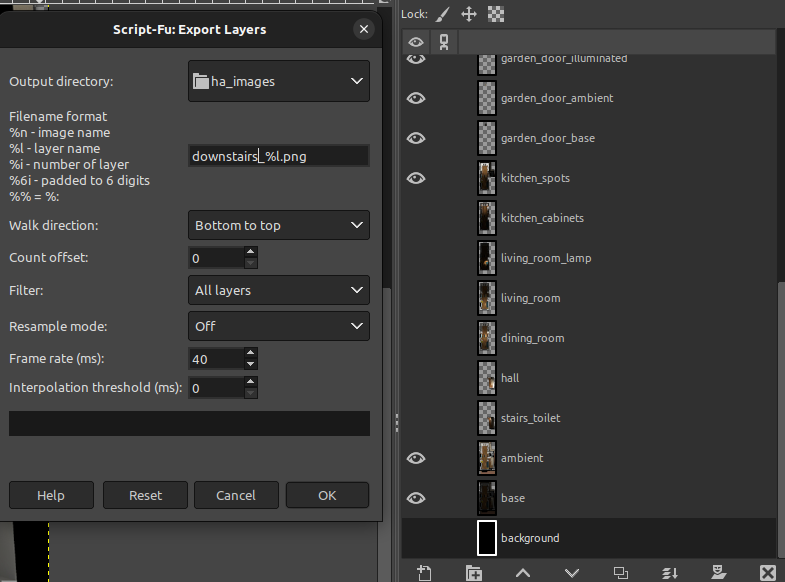 Script-Fu: Export Layers
Output directory:
ha_images
Filename format
%n - image name
%l - layer name
%i - number of layer
%6i - padded to 6 digits
%% = %:
downstairs_%l.png
Walk direction:
Bottom to top
Count offset:
0
Filter:
All layers
Resample mode:
Off
Frame rate (ms):
40
Interpolation threshold (ms):
0
Help
Reset
Cancel
OK
Lock:
garden_door_illuminated
garden_door_ambient
garden_door_base
kitchen_spots
kitchen_cabinets
living_room_lamp
living_room
dining_room
hall
stairs_toilet
ambient
base
background